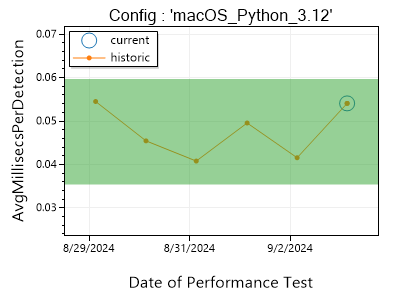 Config : 'macOS_Python_3.12'
current
historic
0.07
0.06
0.05
0.04
0.03
AvgMillisecsPerDetection
8/29/2024
8/31/2024
9/2/2024
Date of Performance Test